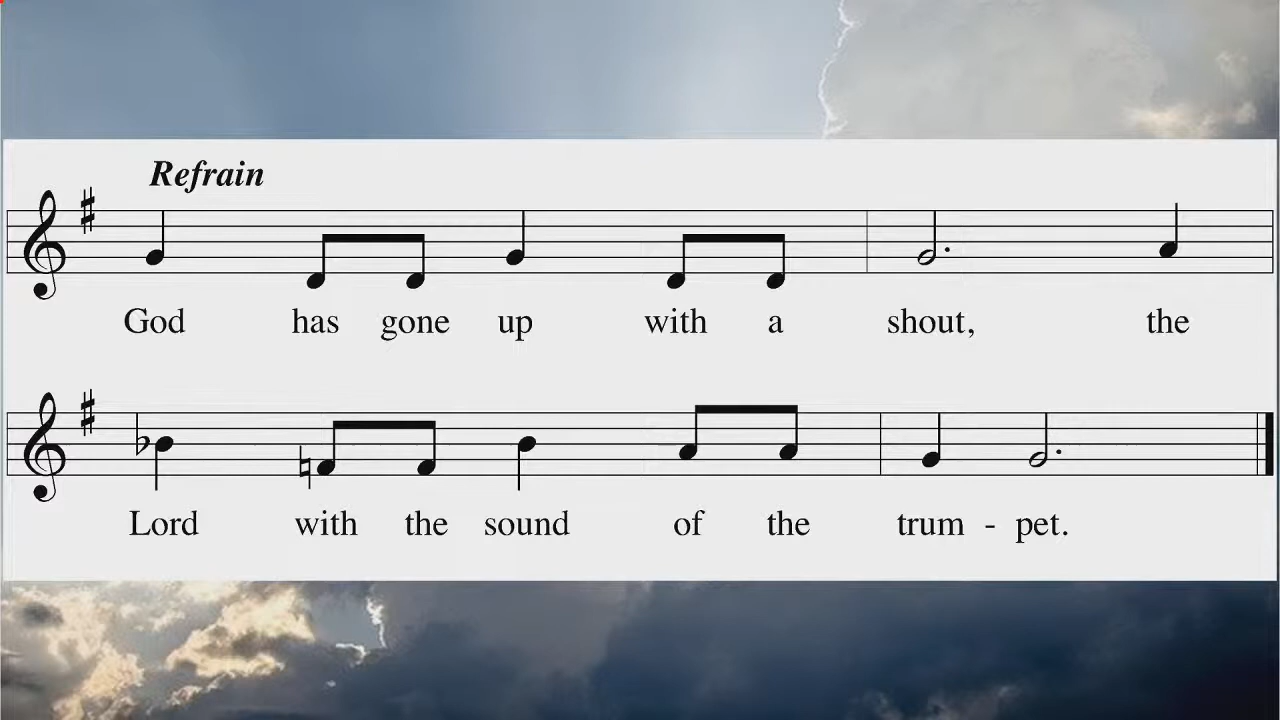 Refrain
God has gone up with a shout, the
Lord with the sound of the trum - pet.